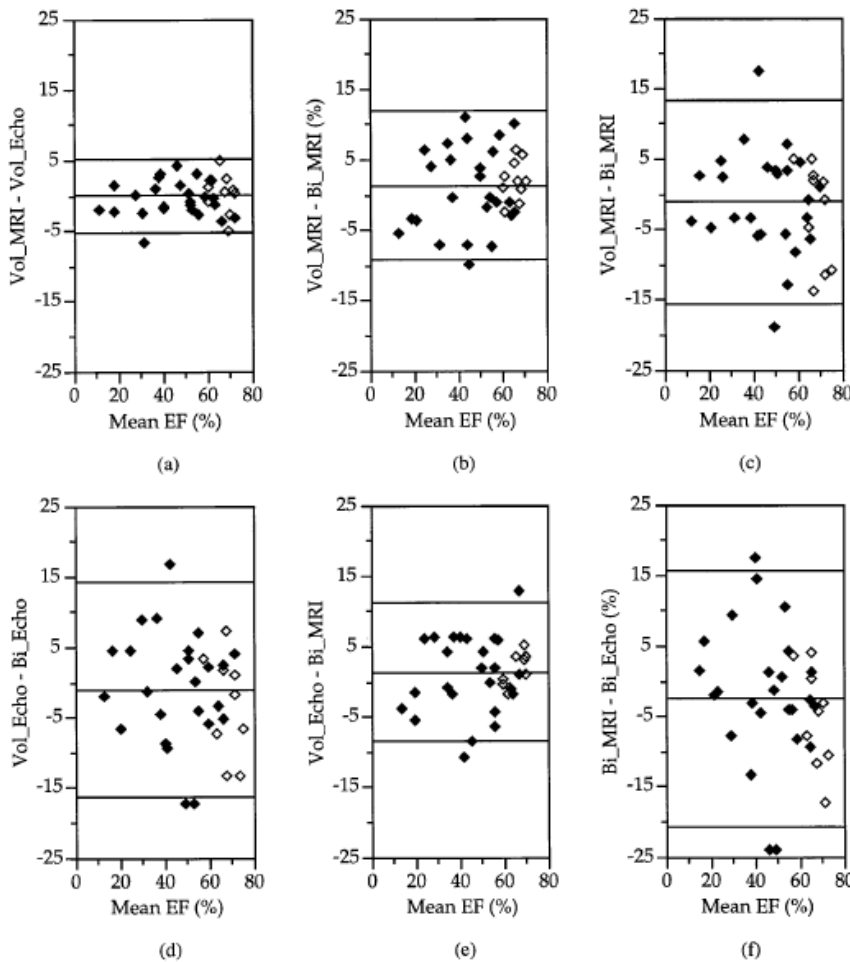 25
15
5
-5
-15
-25
Vol_MRI - Vol_Echo
0 20 40 60 80
Mean EF (%)
(a)
25
15
5
-5
-15
-25
Vol_MRI - Bi_MRI (%)
0 20 40 60 80
Mean EF (%)
(b)
25
15
5
-5
-15
-25
Vol_MRI - Bi_MRI
0 20 40 60 80
Mean EF (%)
(c)
25
15
5
-5
-15
-25
Vol_Echo - Bi_Echo
0 20 40 60 80
Mean EF (%)
(d)
25
15
5
-5
-15
-25
Vol_Echo - Bi_MRI
0 20 40 60 80
Mean EF (%)
(e)
25
15
5
-5
-15
-25
Bi_MRI - Bi_Echo (%)
0 20 40 60 80
Mean EF (%)
(f)